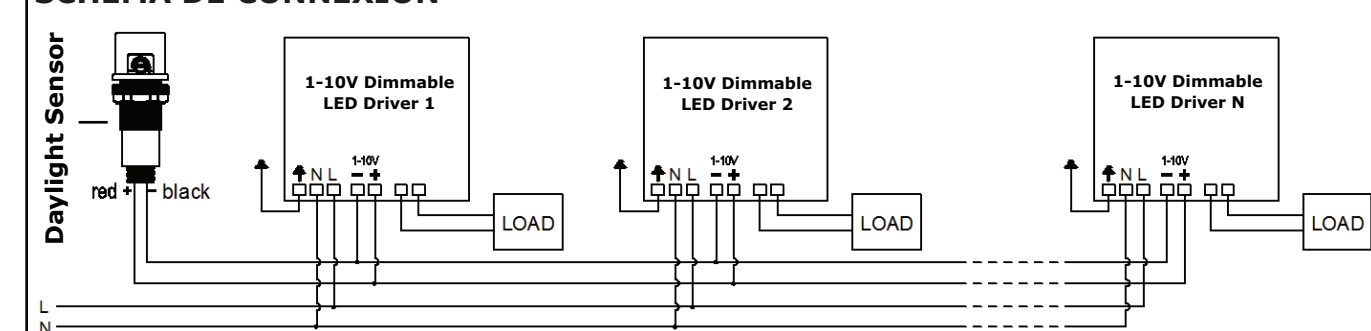 SCHÉMA DE CONNEXION
Daylight Sensor
red + - black
1-10V Dimmable
LED Driver 1
1-10V
N L - +
LOAD
1-10V Dimmable
LED Driver 2
1-10V
N L - +
LOAD
1-10V Dimmable
LED Driver N
1-10V
N L - +
LOAD
L
N